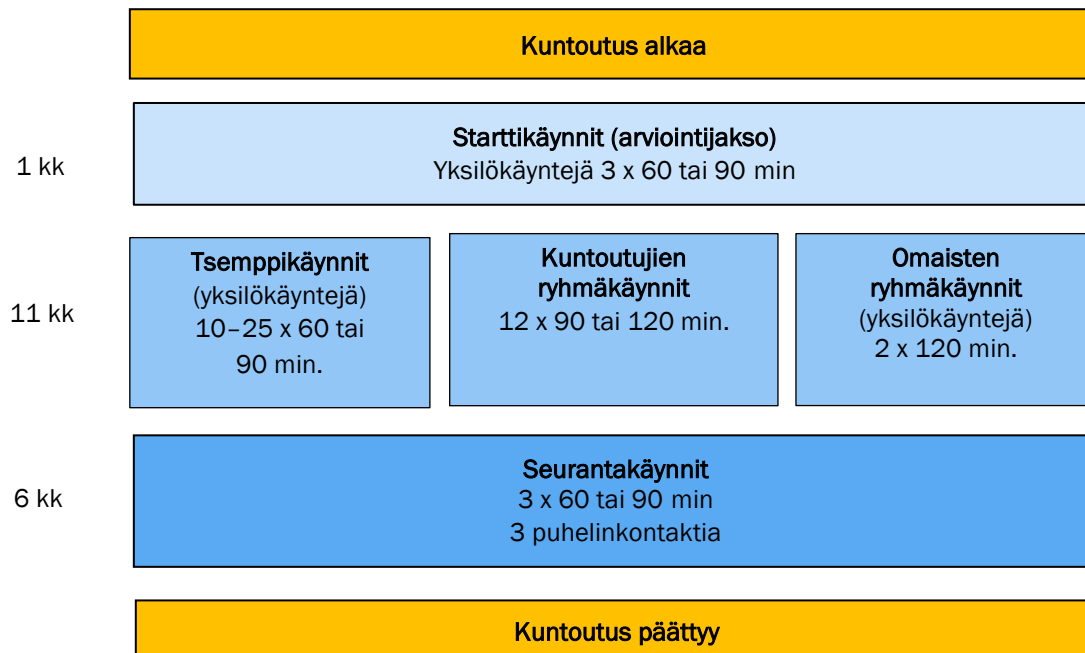 Kuntoutus alkaa
1 kk
Starttikäynnit (arviointijakso)
Yksilökäyntejä 3 x 60 tai 90 min
11 kk
Tsemppikäynnit
(yksilökäyntejä)
10–25 x 60 tai
90 min.
Kuntoutujien
ryhmäkäynnit
12 x 90 tai 120 min.
Omaisten
ryhmäkäynnit
(yksilökäyntejä)
2 x 120 min.
6 kk
Seurantakäynnit
3 x 60 tai 90 min
3 puhelinkontaktia
Kuntoutus päättyy